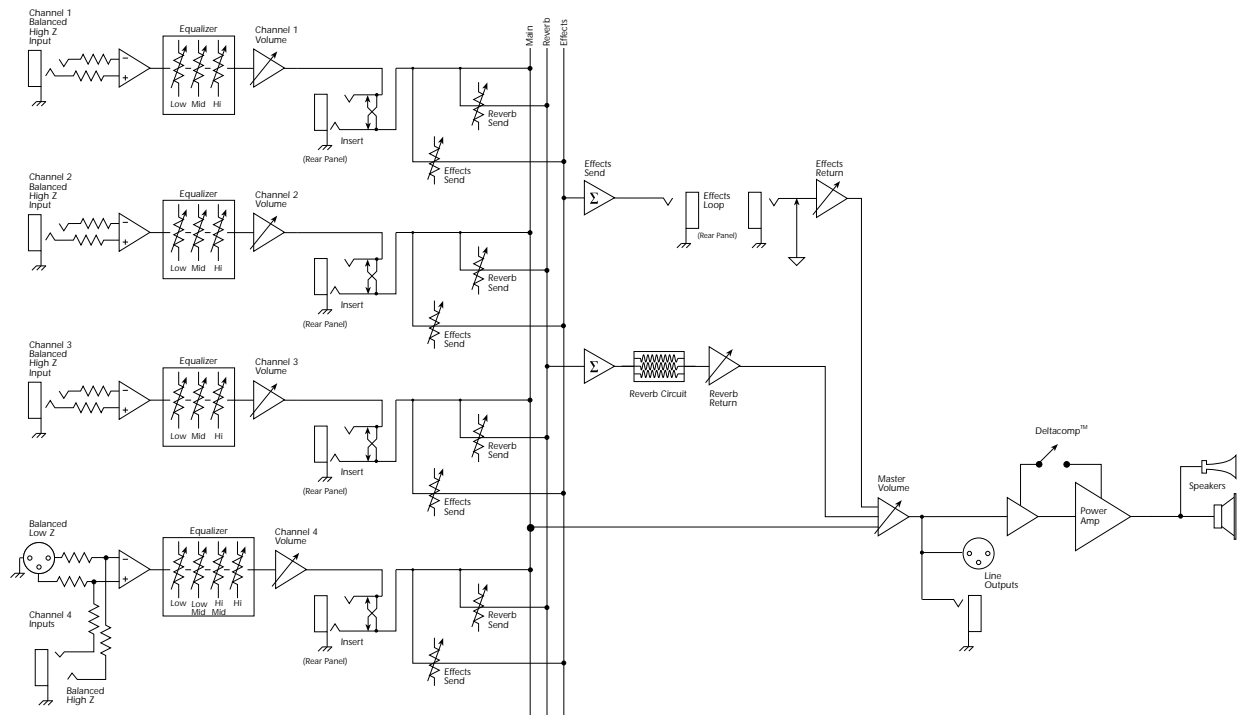 Channel 1
Balanced
High Z
Input
Equalizer
Low Mid Hi
Channel 1
Volume
Insert
(Rear Panel)
Reverb
Send
Effects
Send
Main
Reverb
Effects
Channel 2
Balanced
High Z
Input
Equalizer
Low Mid Hi
Channel 2
Volume
Insert
(Rear Panel)
Reverb
Send
Effects
Send
Effects
Send
Σ
Effects
Loop
(Rear Panel)
Effects
Return
Channel 3
Balanced
High Z
Input
Equalizer
Low Mid Hi
Channel 3
Volume
Insert
(Rear Panel)
Reverb
Send
Effects
Send
Σ
Reverb Circuit
Reverb
Return
Balanced
Low Z
Channel 4
Inputs
Balanced
High Z
Equalizer
Low Low Hi Hi
Mid Mid
Channel 4
Volume
Insert
(Rear Panel)
Reverb
Send
Effects
Send
Master
Volume
Line
Outputs
Deltacomp™
Power
Amp
Speakers